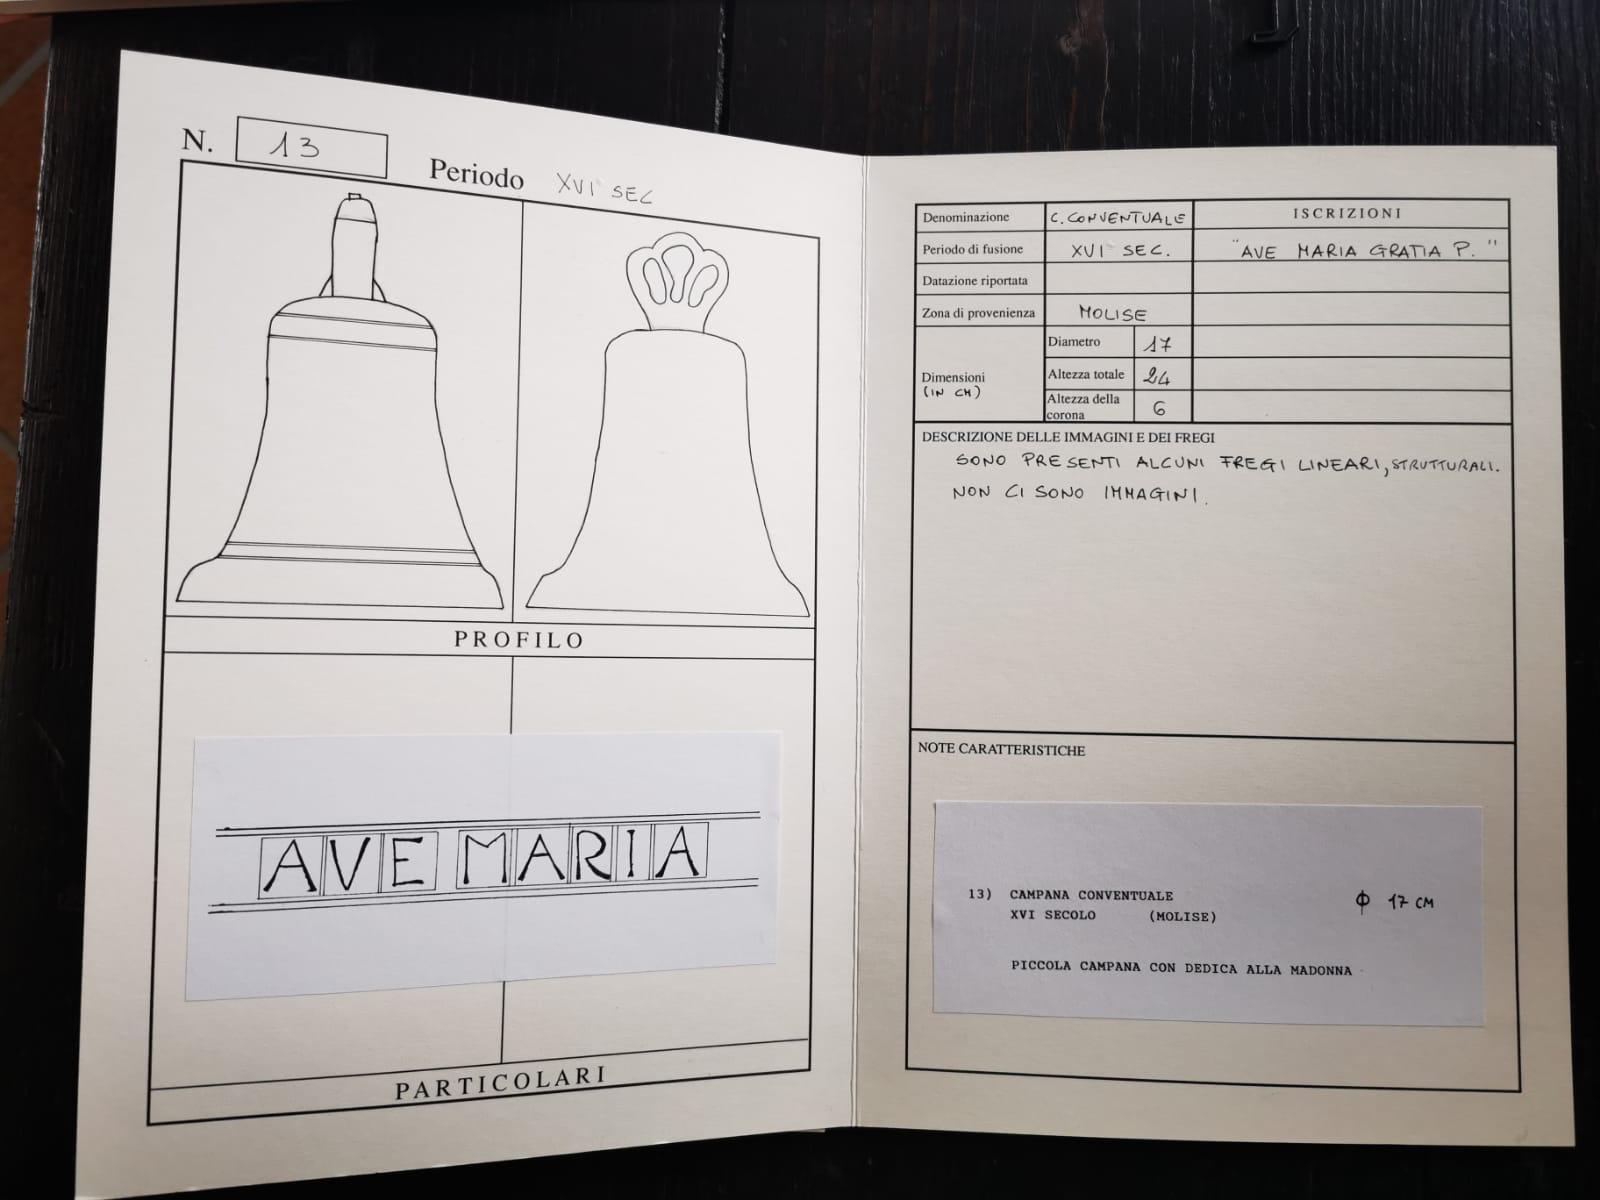 N. 13
Periodo XVI SEC
PROFILO
AVE MARIA
PARTICOLARI
Denominazione C. CONVENTUALE ISCRIZIONI
Periodo di fusione XVI SEC. "AVE MARIA GRATIA P."
Datazione riportata
Zona di provenienza MOLISE
Dimensioni
(IN CM)
Diametro 17
Altezza totale 24
Altezza della
corona 6
DESCRIZIONE DELLE IMMAGINI E DEI FREGI
SONO PRESENTI ALCUNI FREGI LINEARI, STRUTTURALI.
NON CI SONO IMMAGINI.
NOTE CARATTERISTICHE
13) CAMPANA CONVENTUALE ϕ 17 CM
XVI SECOLO (MOLISE)
PICCOLA CAMPANA CON DEDICA ALLA MADONNA